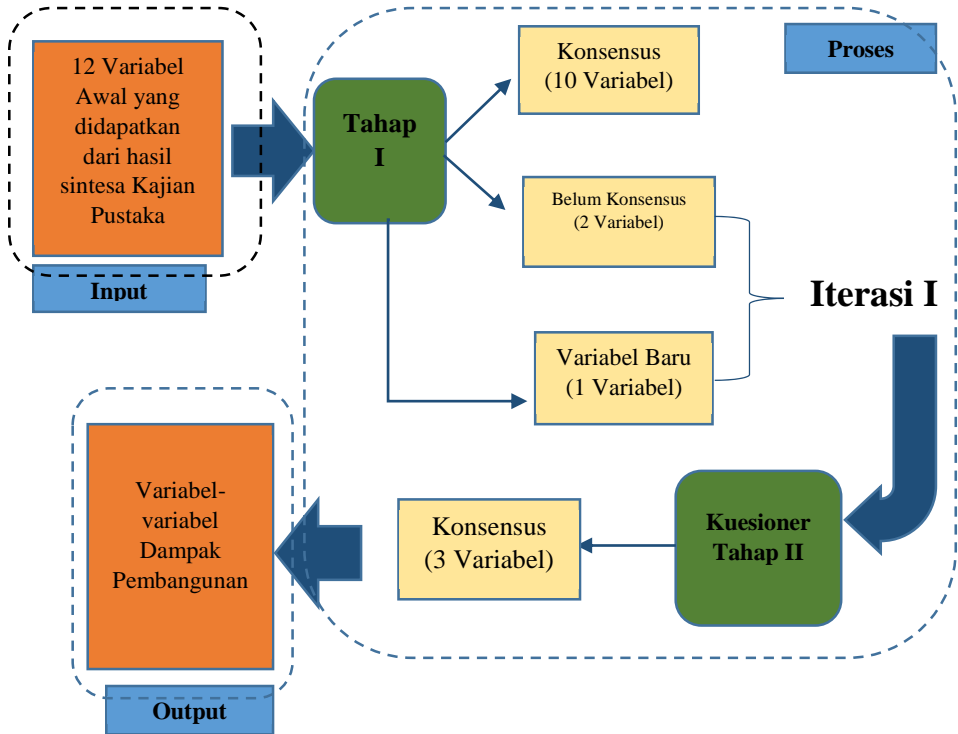 12 Variabel
Awal yang
didapatkan
dari hasil
sintesa Kajian
Pustaka
Input
Proses
Tahap
I
Konsensus
(10 Variabel)
Belum Konsensus
(2 Variabel)
Variabel Baru
(1 Variabel)
Iterasi I
Kuesioner
Tahap II
Konsensus
(3 Variabel)
Variabel-
variabel
Dampak
Pembangunan
Output